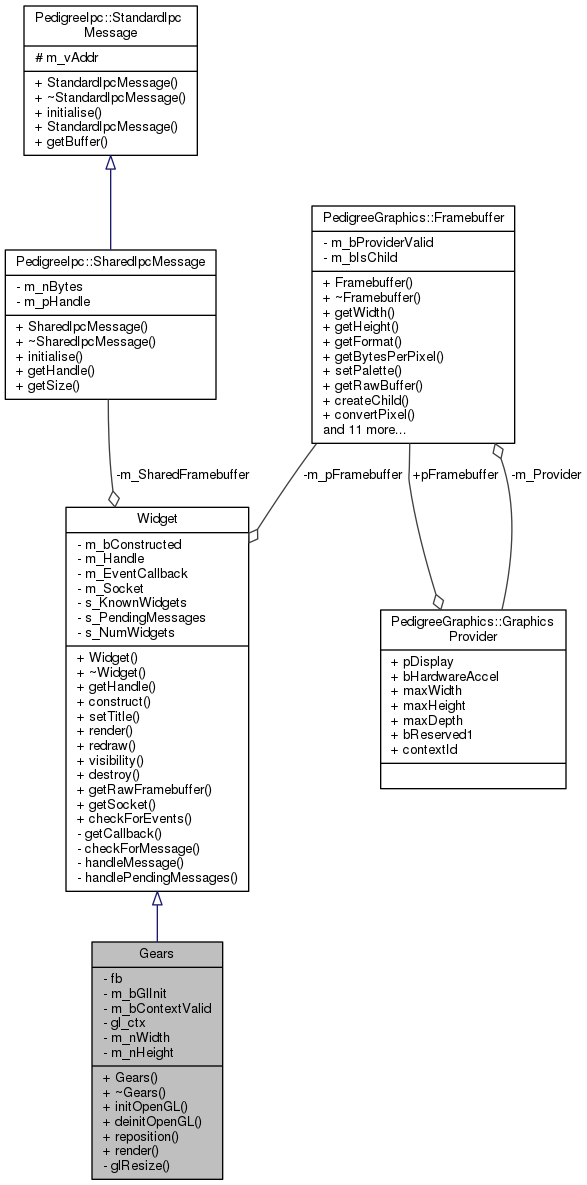 PedigreeIpc::StandardIpc
Message
# m_vAddr
+ StandardIpcMessage()
+ ~StandardIpcMessage()
+ initialise()
+ StandardIpcMessage()
+ getBuffer()
PedigreeIpc::SharedIpcMessage
- m_nBytes
- m_pHandle
+ SharedIpcMessage()
+ ~SharedIpcMessage()
+ initialise()
+ getHandle()
+ getSize()
PedigreeGraphics::Framebuffer
- m_bProviderValid
- m_bIsChild
+ Framebuffer()
+ ~Framebuffer()
+ getWidth()
+ getHeight()
+ getFormat()
+ getBytesPerPixel()
+ setPalette()
+ getRawBuffer()
+ createChild()
+ convertPixel()
and 11 more...
-m_SharedFramebuffer
-m_pFramebuffer
+pFramebuffer
-m_Provider
Widget
- m_bConstructed
- m_Handle
- m_EventCallback
- m_Socket
- s_KnownWidgets
- s_PendingMessages
- s_NumWidgets
+ Widget()
+ ~Widget()
+ getHandle()
+ construct()
+ setTitle()
+ render()
+ redraw()
+ visibility()
+ destroy()
+ getRawFramebuffer()
+ getSocket()
+ checkForEvents()
- getCallback()
- checkForMessage()
- handleMessage()
- handlePendingMessages()
PedigreeGraphics::Graphics
Provider
+ pDisplay
+ bHardwareAccel
+ maxWidth
+ maxHeight
+ maxDepth
+ bReserved1
+ contextId
Gears
- fb
- m_bGlInit
- m_bContextValid
- gl_ctx
- m_nWidth
- m_nHeight
+ Gears()
+ ~Gears()
+ initOpenGL()
+ deinitOpenGL()
+ reposition()
+ render()
- glResize()